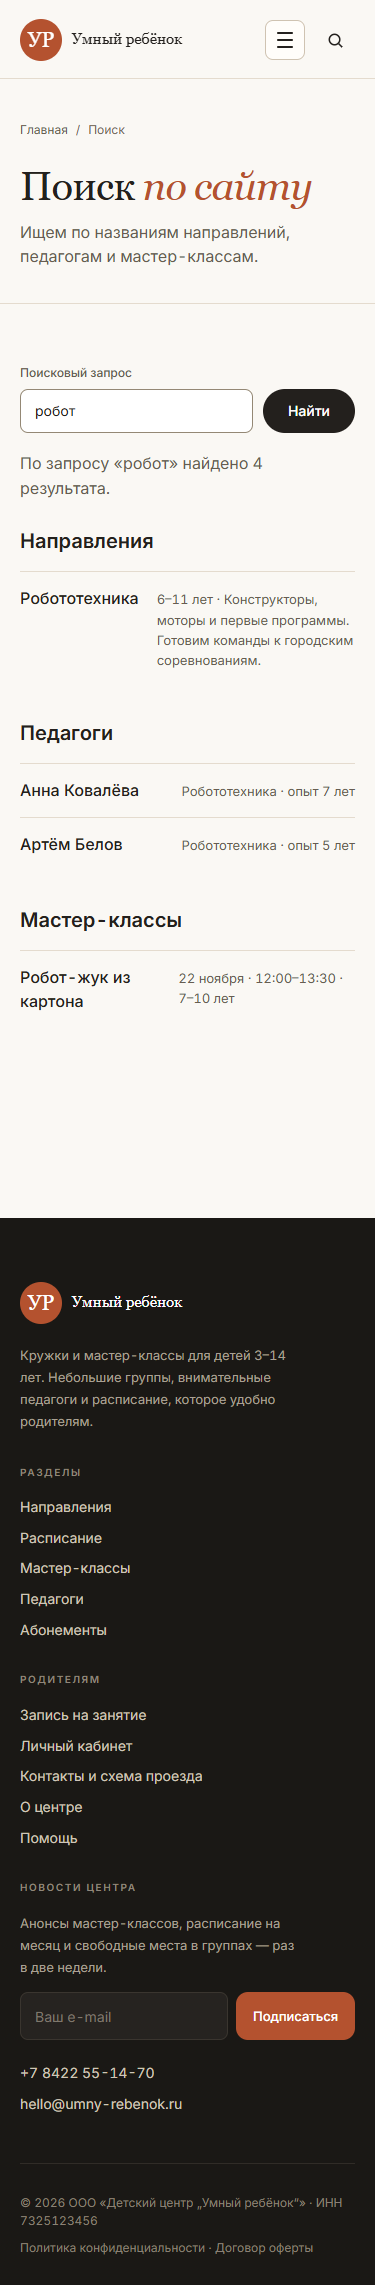 УР Умный ребёнок
Главная / Поиск
Поиск по сайту
Ищем по названиям направлений,
педагогам и мастер-классам.
Поисковый запрос
робот Найти
По запросу «робот» найдено 4
результата.
Направления
Робототехника 6–11 лет · Конструкторы,
моторы и первые программы.
Готовим команды к городским
соревнованиям.
Педагоги
Анна Ковалёва Робототехника · опыт 7 лет
Артём Белов Робототехника · опыт 5 лет
Мастер-классы
Робот-жук из 22 ноября · 12:00–13:30 ·
картона 7–10 лет
УР Умный ребёнок
Кружки и мастер-классы для детей 3–14
лет. Небольшие группы, внимательные
педагоги и расписание, которое удобно
родителям.
РАЗДЕЛЫ
Направления
Расписание
Мастер-классы
Педагоги
Абонементы
РОДИТЕЛЯМ
Запись на занятие
Личный кабинет
Контакты и схема проезда
О центре
Помощь
НОВОСТИ ЦЕНТРА
Анонсы мастер-классов, расписание на
месяц и свободные места в группах — раз
в две недели.
Ваш e-mail Подписаться
+7 8422 55-14-70
hello@umny-rebenok.ru
© 2026 ООО «Детский центр „Умный ребёнок“» · ИНН
7325123456
Политика конфиденциальности · Договор оферты